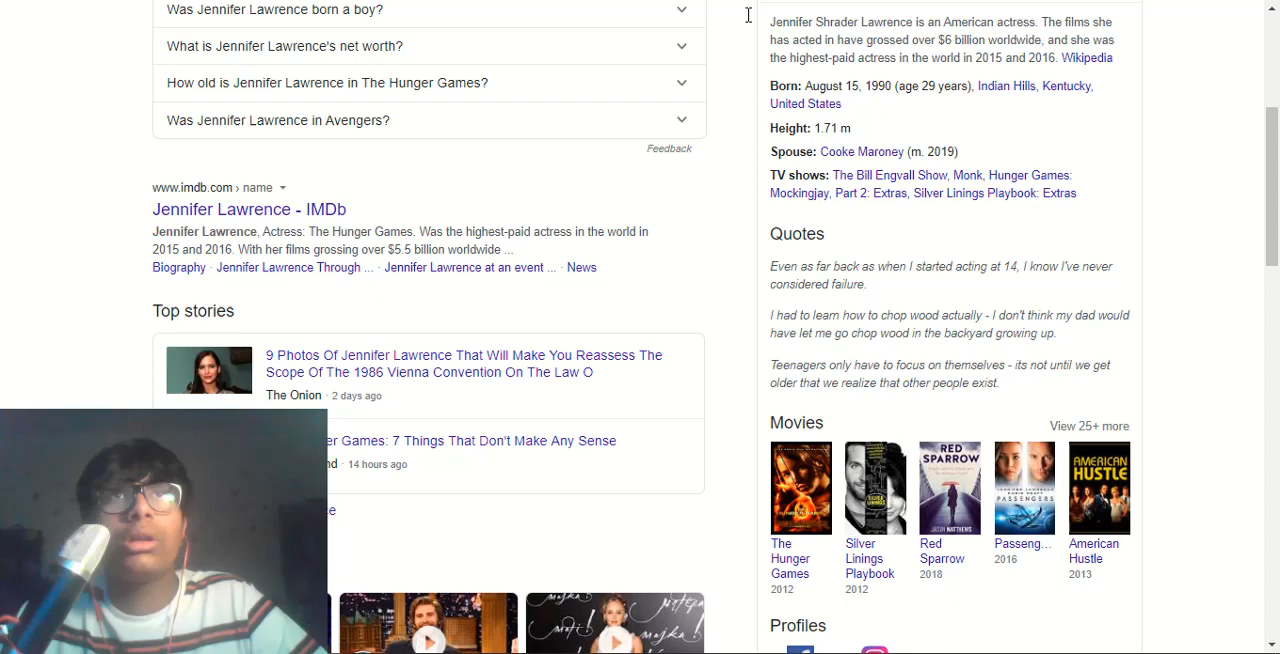 Was Jennifer Lawrence born a boy?
What is Jennifer Lawrence's net worth?
How old is Jennifer Lawrence in The Hunger Games?
Was Jennifer Lawrence in Avengers?
Feedback
www.imdb.com › name
Jennifer Lawrence - IMDb
Jennifer Lawrence, Actress: The Hunger Games. Was the highest-paid actress in the world in
2015 and 2016. With her films grossing over $5.5 billion worldwide ...
Biography · Jennifer Lawrence Through ... · Jennifer Lawrence at an event ... · News
Top stories
9 Photos Of Jennifer Lawrence That Will Make You Reassess The
Scope Of The 1986 Vienna Convention On The Law O
The Onion · 2 days ago
er Games: 7 Things That Don't Make Any Sense
nd · 14 hours ago
Jennifer Shrader Lawrence is an American actress. The films she
has acted in have grossed over $6 billion worldwide, and she was
the highest-paid actress in the world in 2015 and 2016. Wikipedia
Born: August 15, 1990 (age 29 years), Indian Hills, Kentucky,
United States
Height: 1.71 m
Spouse: Cooke Maroney (m. 2019)
TV shows: The Bill Engvall Show, Monk, Hunger Games:
Mockingjay, Part 2: Extras, Silver Linings Playbook: Extras
Quotes
Even as far back as when I started acting at 14, I know I've never
considered failure.
I had to learn how to chop wood actually - I don't think my dad would
have let me go chop wood in the backyard growing up.
Teenagers only have to focus on themselves - its not until we get
older that we realize that other people exist.
Movies
View 25+ more
RED
SPARROW
JASON MATTHEWS
PASSENGERS
AMERICAN
HUSTLE
The
Hunger
Games
2012
Silver
Linings
Playbook
2012
Red
Sparrow
2018
Passeng...
2016
American
Hustle
2013
Profiles